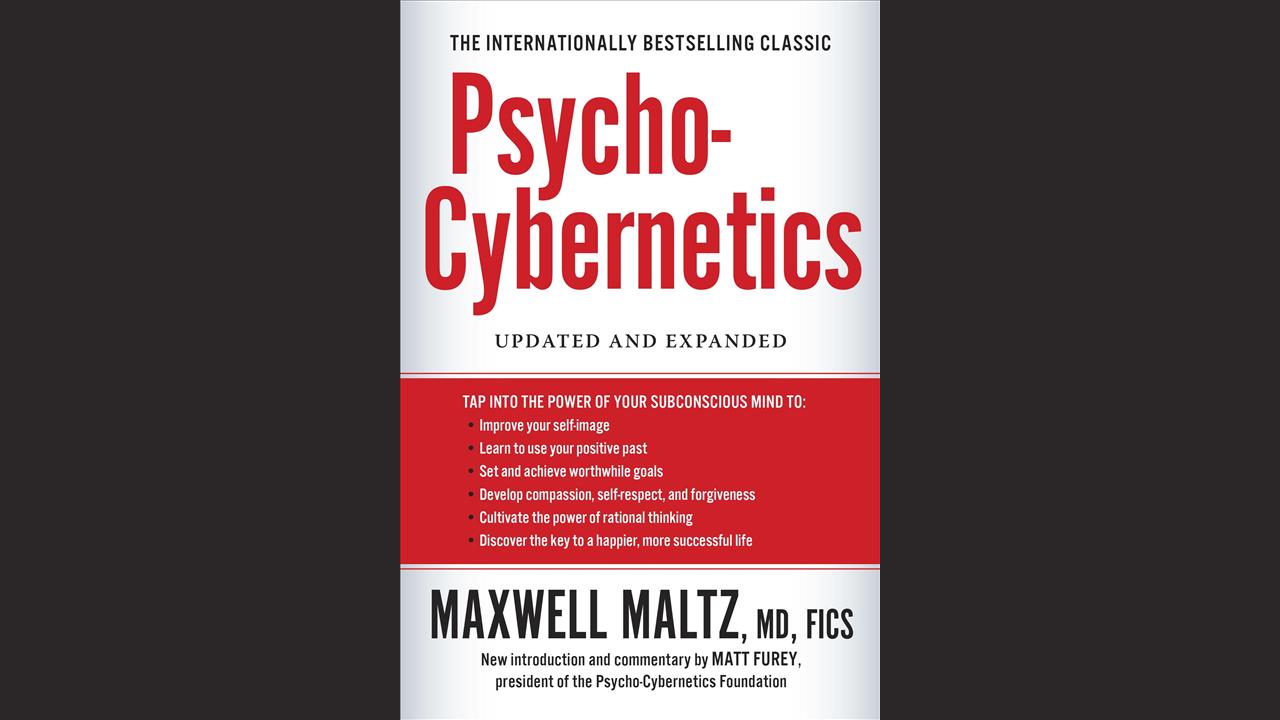 THE INTERNATIONALLY BESTSELLING CLASSIC
Psycho-
Cybernetics
UPDATED AND EXPANDED
TAP INTO THE POWER OF YOUR SUBCONSCIOUS MIND TO:
• Improve your self-image
• Learn to use your positive past
• Set and achieve worthwhile goals
• Develop compassion, self-respect, and forgiveness
• Cultivate the power of rational thinking
• Discover the key to a happier, more successful life
MAXWELL MALTZ, MD, FICS
New introduction and commentary by MATT FUREY,
president of the Psycho-Cybernetics Foundation